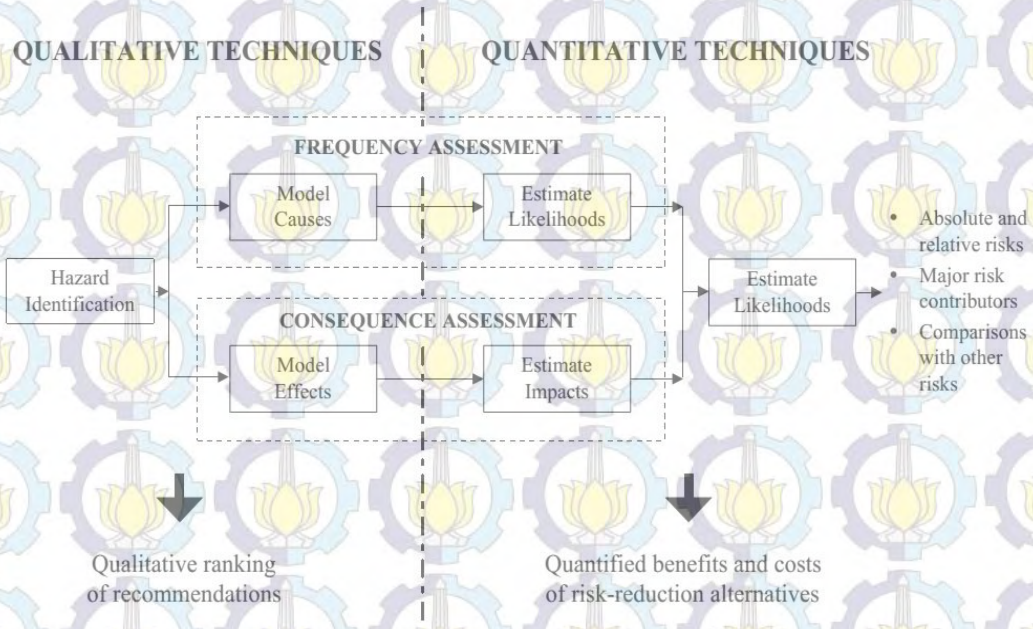 QUALITATIVE TECHNIQUES
QUANTITATIVE TECHNIQUES
FREQUENCY ASSESSMENT
Model
Causes
Estimate
Likelihoods
Hazard
Identification
CONSEQUENCE ASSESSMENT
Model
Effects
Estimate
Impacts
Estimate
Likelihoods
• Absolute and
relative risks
• Major risk
contributors
• Comparisons
with other
risks
Qualitative ranking
of recommendations
Quantified benefits and costs
of risk-reduction alternatives